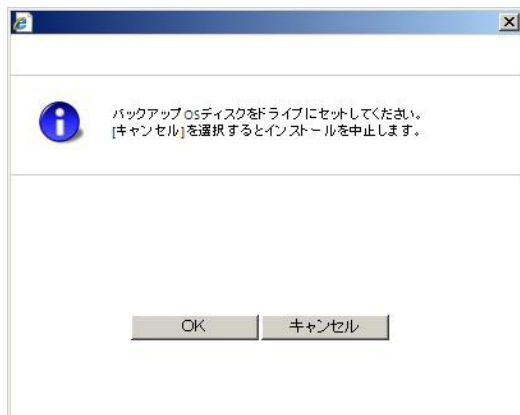 バックアップOSディスクをドライブにセットしてください。
[キャンセル]を選択するとインストールを中止します。
OK
キャンセル